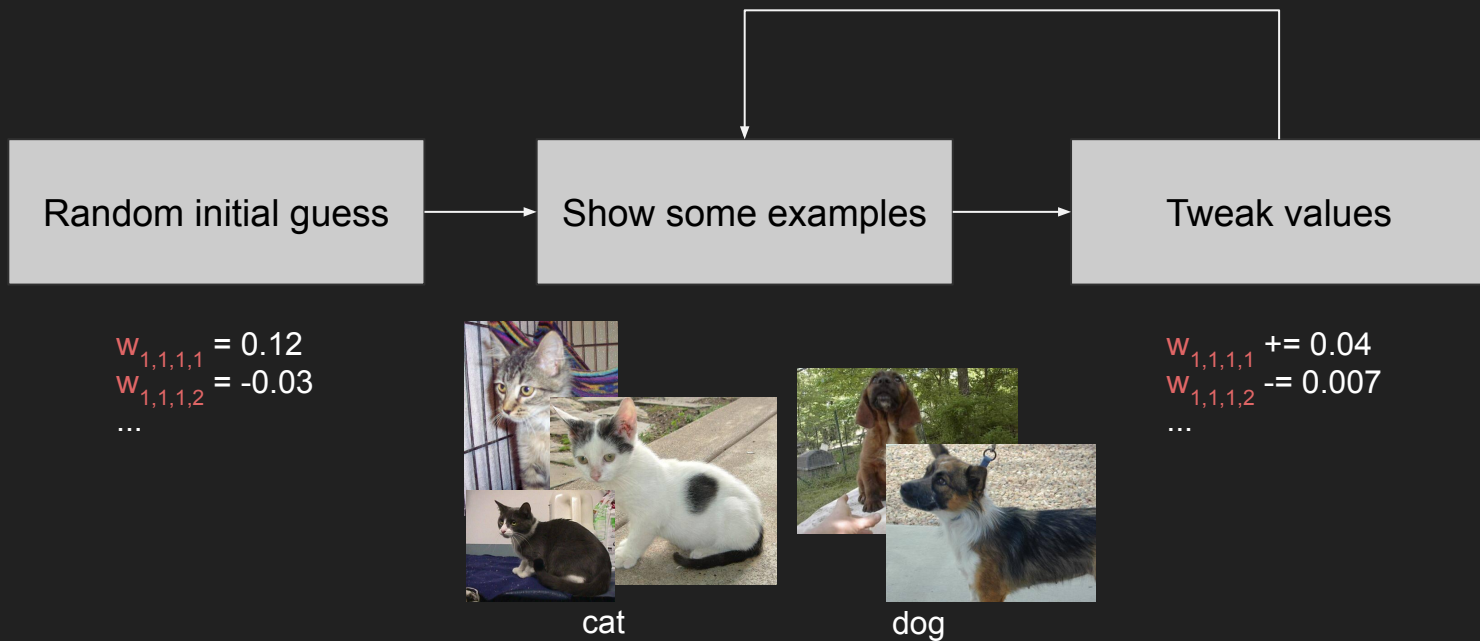 Random initial guess
Show some examples
Tweak values
w1,1,1,1 = 0.12
w1,1,1,2 = -0.03
...
w1,1,1,1 += 0.04
w1,1,1,2 -= 0.007
...
cat
dog